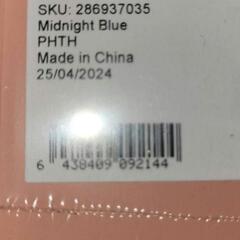 SKU: 286937035
Midnight Blue
PHTH
Made in China
25/04/2024
6 438409 092144